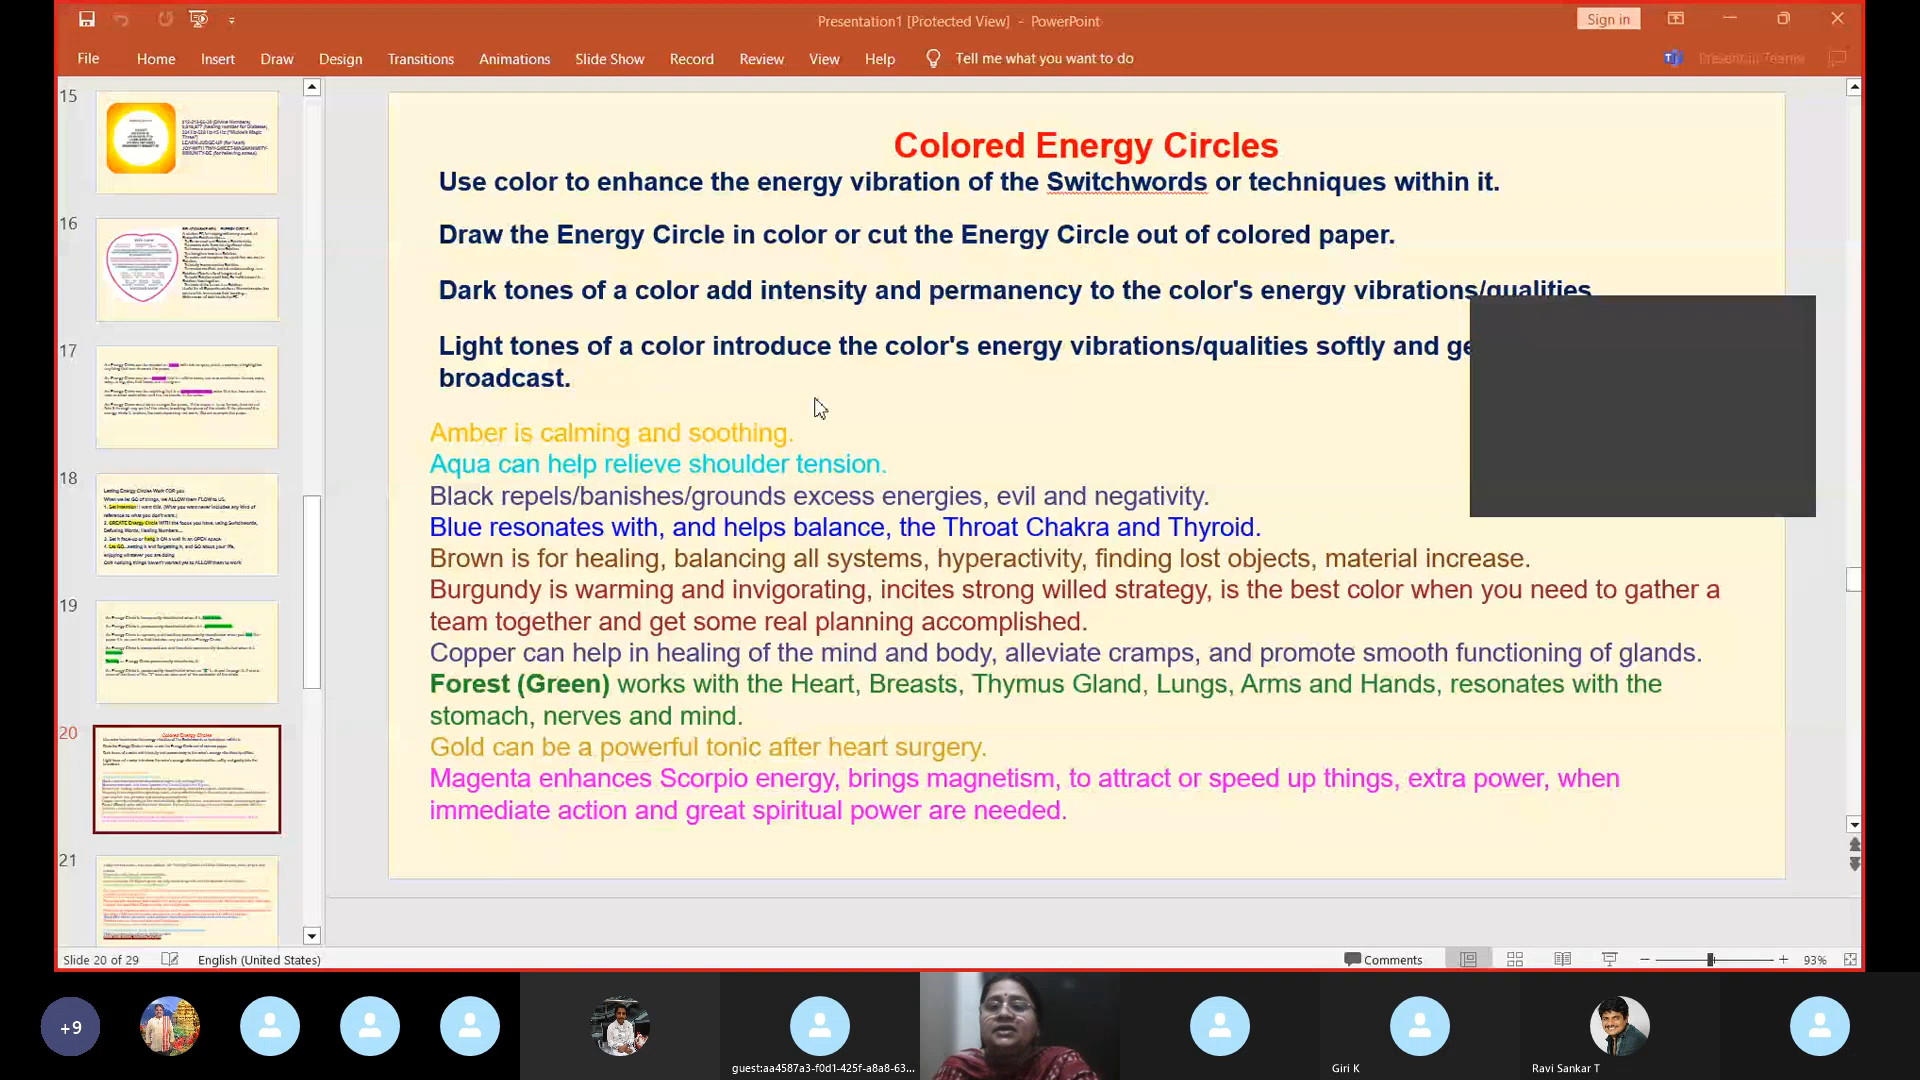 Presentation1 [Protected View] - PowerPoint
Sign in
File Home Insert Draw Design Transitions Animations Slide Show Record Review View Help Tell me what you want to do
Present in Teams
15
16
17
18
19
20
21
Colored Energy Circles
Use color to enhance the energy vibration of the Switchwords or techniques within it.
Draw the Energy Circle in color or cut the Energy Circle out of colored paper.
Dark tones of a color add intensity and permanency to the color's energy vibrations/qualities
Light tones of a color introduce the color's energy vibrations/qualities softly and ge
broadcast.
Amber is calming and soothing.
Aqua can help relieve shoulder tension.
Black repels/banishes/grounds excess energies, evil and negativity.
Blue resonates with, and helps balance, the Throat Chakra and Thyroid.
Brown is for healing, balancing all systems, hyperactivity, finding lost objects, material increase.
Burgundy is warming and invigorating, incites strong willed strategy, is the best color when you need to gather a
team together and get some real planning accomplished.
Copper can help in healing of the mind and body, alleviate cramps, and promote smooth functioning of glands.
Forest (Green) works with the Heart, Breasts, Thymus Gland, Lungs, Arms and Hands, resonates with the
stomach, nerves and mind.
Gold can be a powerful tonic after heart surgery.
Magenta enhances Scorpio energy, brings magnetism, to attract or speed up things, extra power, when
immediate action and great spiritual power are needed.
Slide 20 of 29 English (United States)
Comments
93%
+9
guest:aa4587a3-f0d1-425f-a8a8-63...
Giri K
Ravi Sankar T